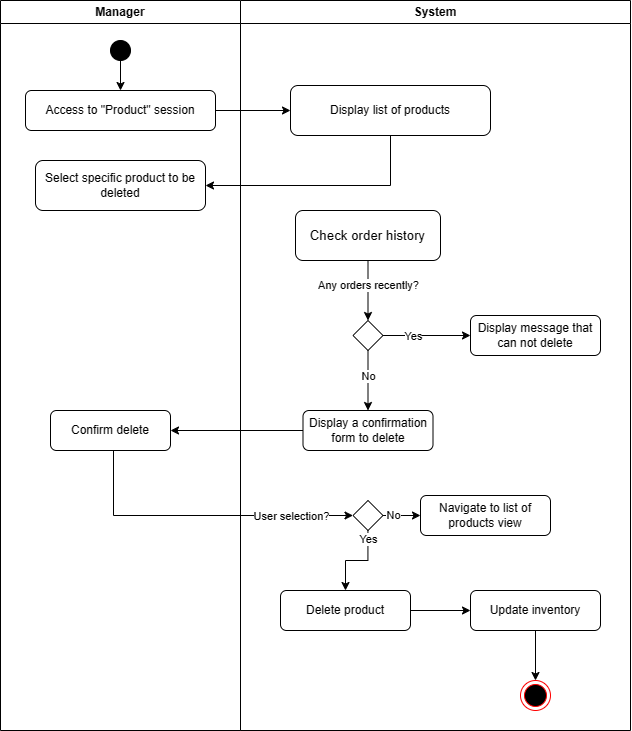 Manager
System
Access to "Product" session
Display list of products
Select specific product to be
deleted
Check order history
Any orders recently?
Yes
Display message that
can not delete
No
Display a confirmation
form to delete
Confirm delete
User selection?
No
Navigate to list of
products view
Yes
Delete product
Update inventory